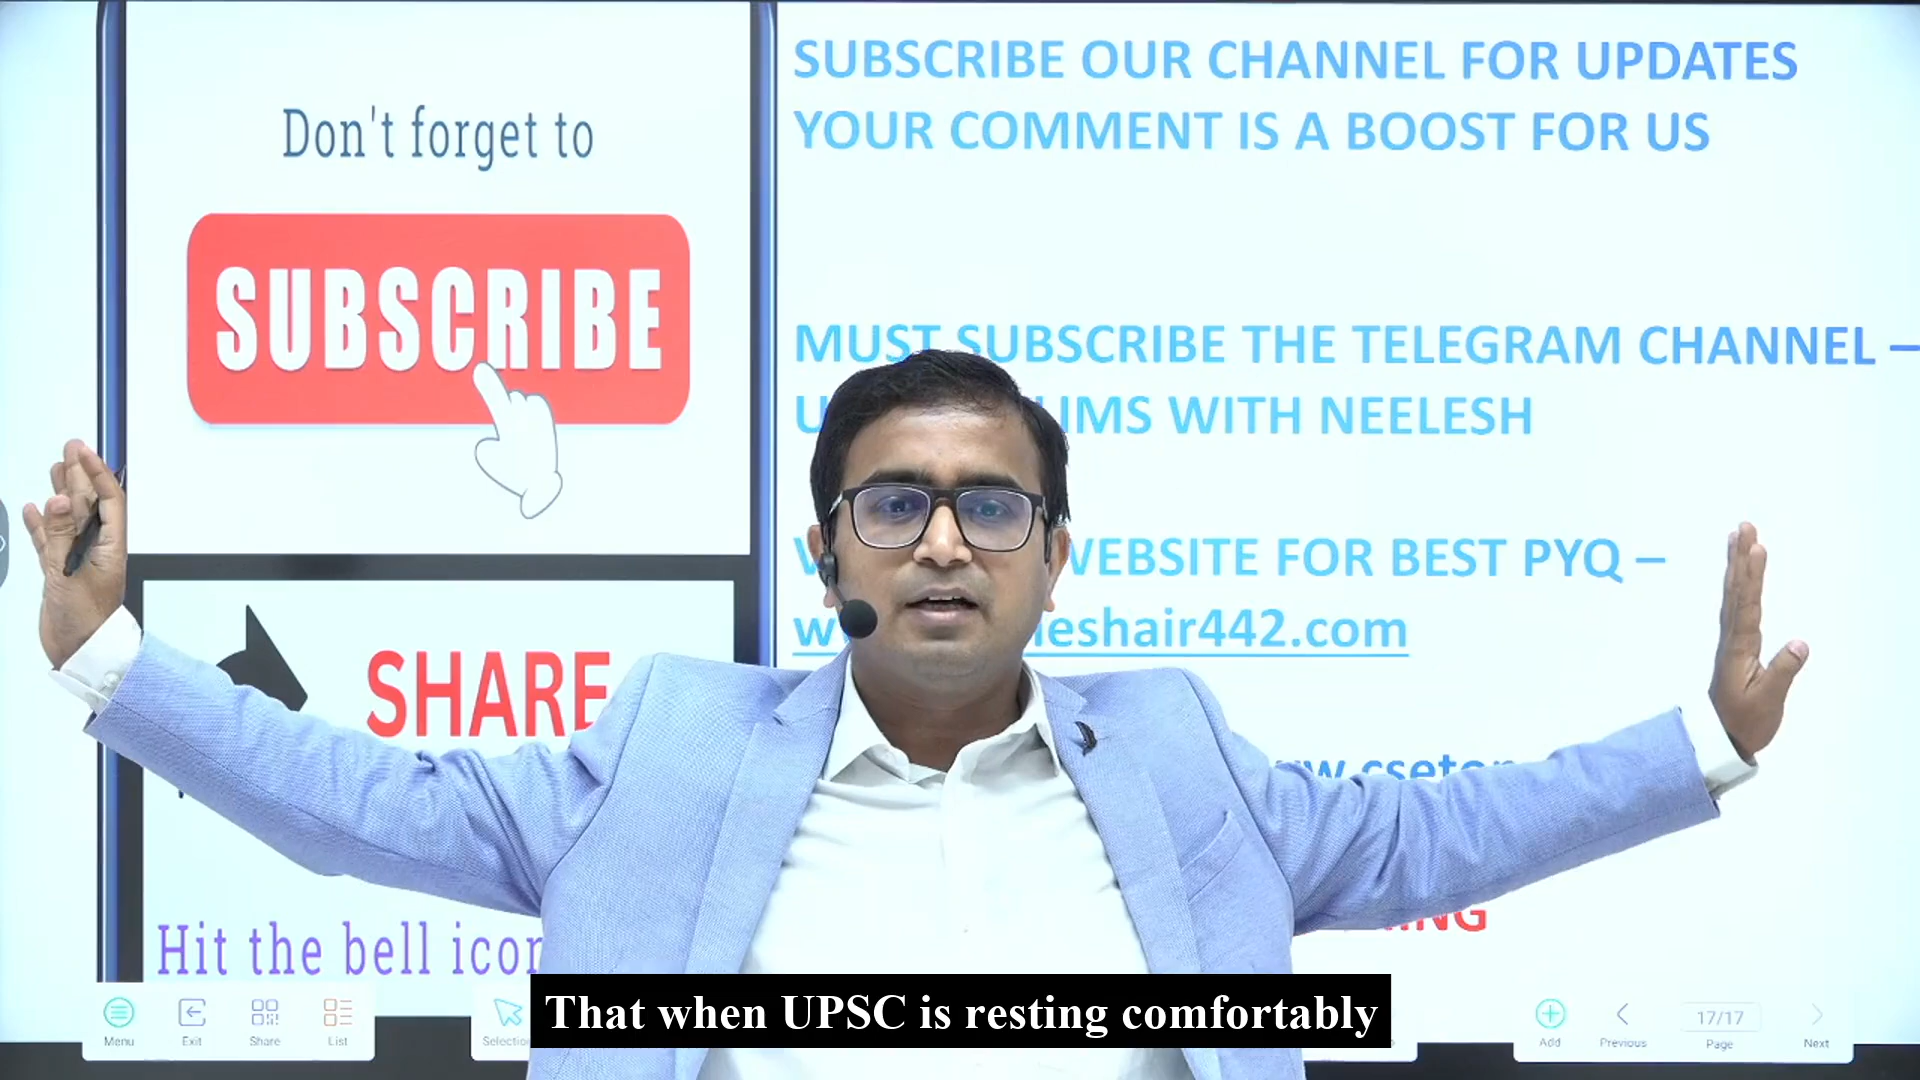 Don't forget to
SUBSCRIBE
SHARE
Hit the bell icon
SUBSCRIBE OUR CHANNEL FOR UPDATES
YOUR COMMENT IS A BOOST FOR US
MUST SUBSCRIBE THE TELEGRAM CHANNEL –
WITH NEELESH
WEBSITE FOR BEST PYQ –
leshair442.com
That when UPSC is resting comfortably
Menu
Exit
Share
List
Selection
Add
Previous
17/17
Page
Next